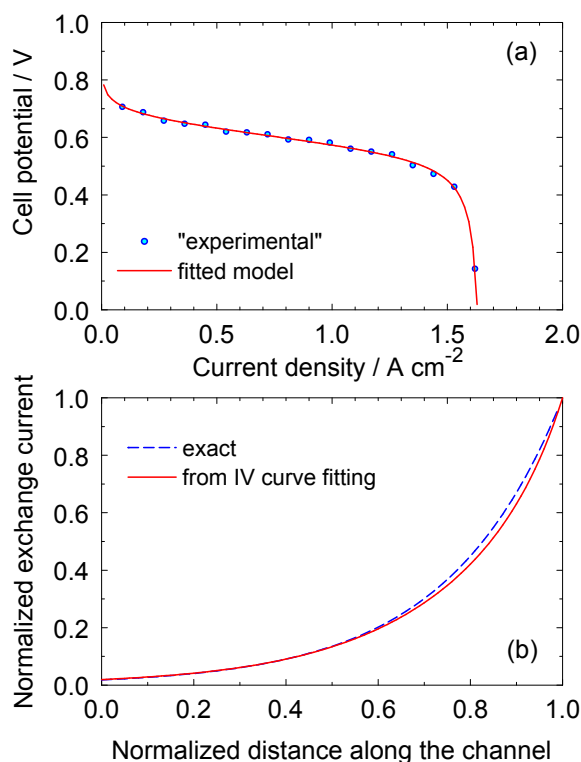 (a)
Cell potential / V
1.0
0.8
0.6
0.4
0.2
0.0
"experimental"
fitted model
0.0 0.5 1.0 1.5 2.0
Current density / A cm⁻²
Normalized exchange current
1.0
0.8
0.6
0.4
0.2
0.0
exact
from IV curve fitting
(b)
0.0 0.2 0.4 0.6 0.8 1.0
Normalized distance along the channel